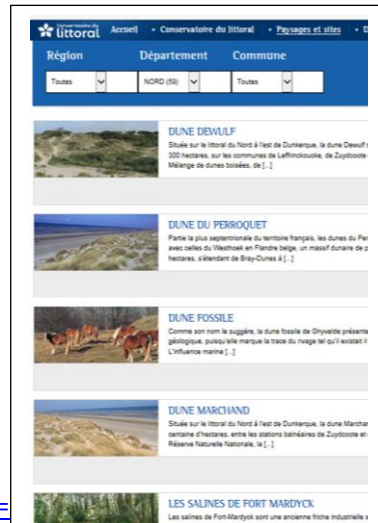 Conservatoire du
littoral Accueil • Conservatoire du littoral • Paysages et sites • D
Région Département Commune
Toutes NORD (59) Toutes
DUNE DEWULF
Située sur le littoral du Nord à l'est de Dunkerque, la dune Dewulf
300 hectares, sur les communes de Leffrinckoucke, de Zuydcoote
Mélange de dunes boisées, de [...]
DUNE DU PERROQUET
Partie la plus septentrionale du territoire français, les dunes du Per
avec celles du Westhoek en Flandre belge, un massif dunaire de p
hectares, s'étendant de Bray-Dunes à [...]
DUNE FOSSILE
Comme son nom le suggère, la dune fossile de Ghyvelde présente
géologique, puisqu'elle marque la trace du rivage tel qu'il existait il
L'influence marine [...]
DUNE MARCHAND
Située sur le littoral du Nord à l'est de Dunkerque, la dune Marchan
centaine d'hectares, entre les stations balnéaires de Zuydcoote et
Réserve Naturelle Nationale, la [...]
LES SALINES DE FORT MARDYCK
Les salines de Fort-Mardyck sont une ancienne friche industrielle s